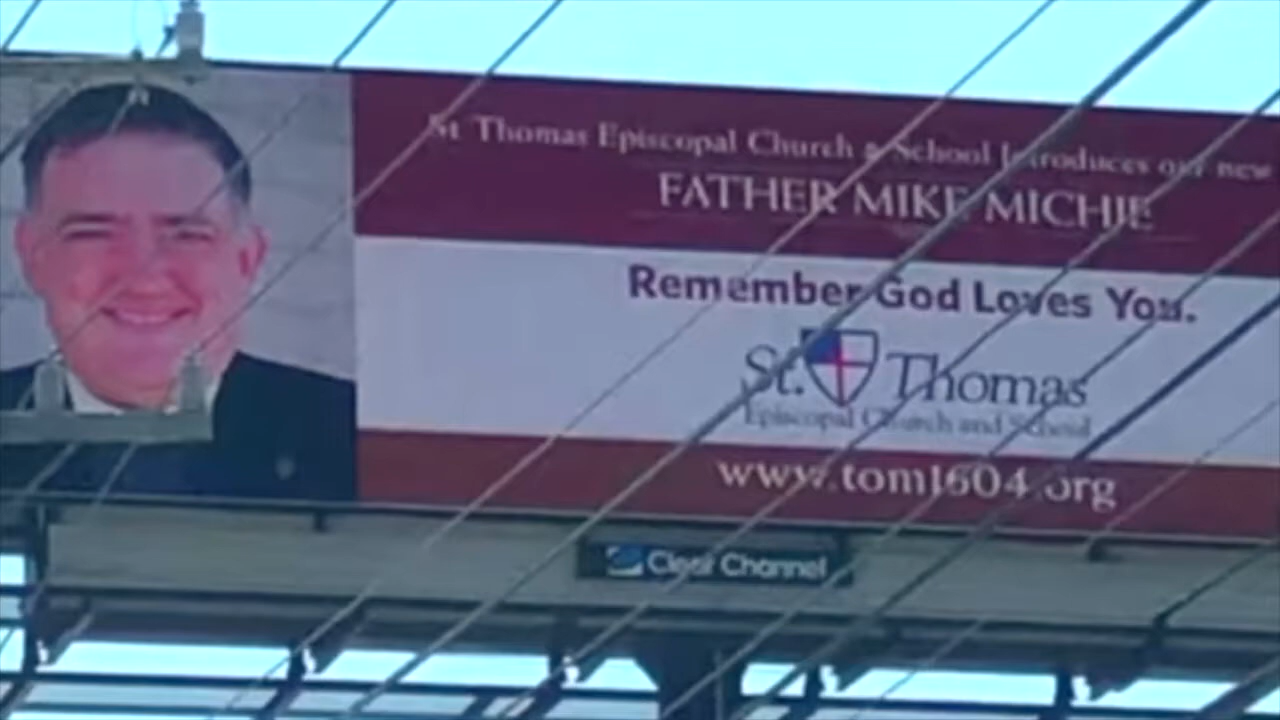 St Thomas Episcopal Church & School Introduces our new
FATHER MIKE MICHIE
Remember God Loves You.
St. Thomas
Episcopal Church and School
www.tom1604.org
Clear Channel